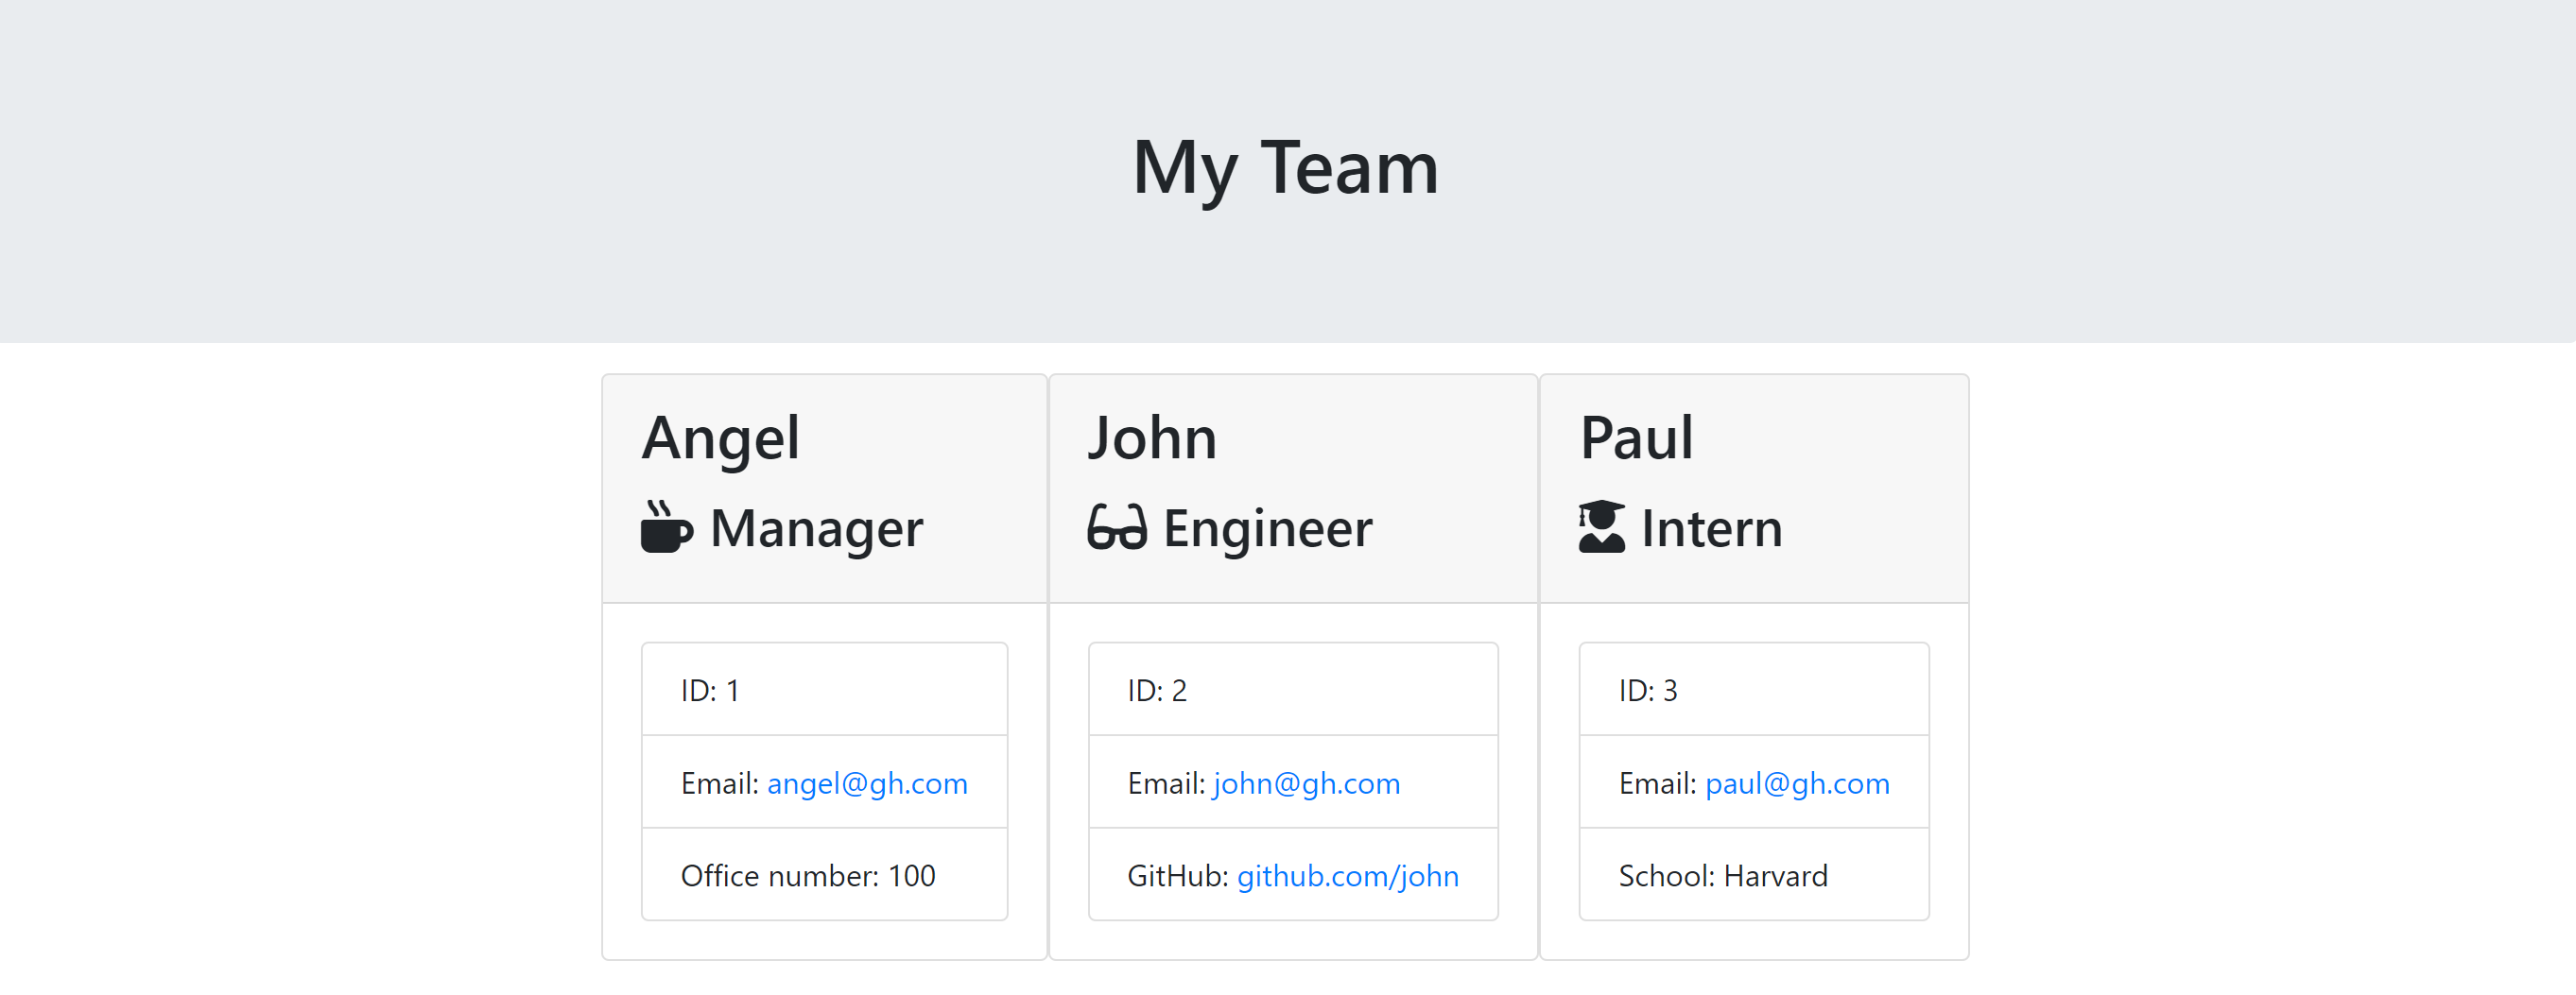 My Team
Angel
Manager
ID: 1
Email: angel@gh.com
Office number: 100
John
Engineer
ID: 2
Email: john@gh.com
GitHub: github.com/john
Paul
Intern
ID: 3
Email: paul@gh.com
School: Harvard